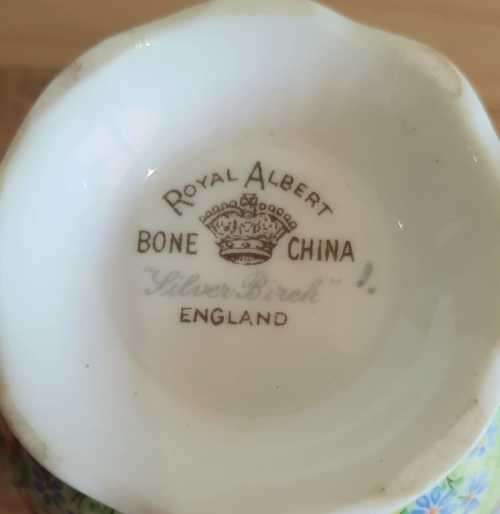 ROYAL ALBERT
BONE CHINA
"Silver Birch"
ENGLAND